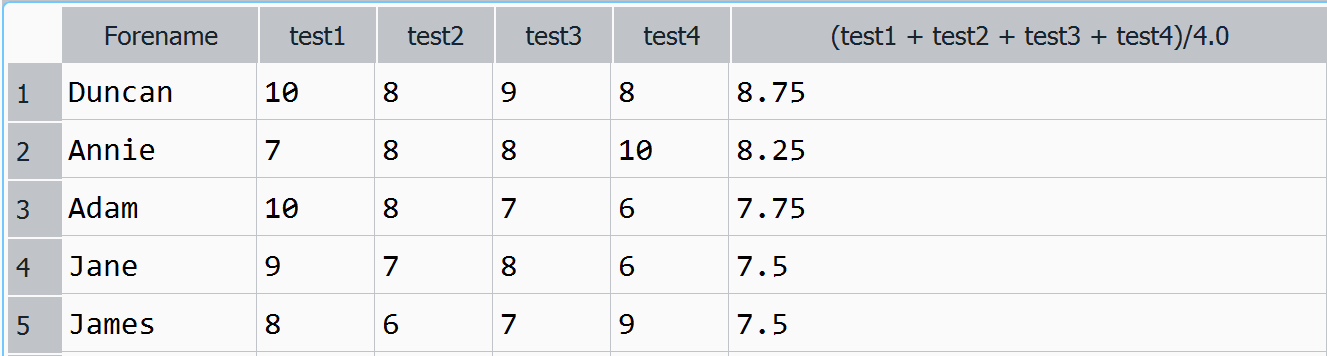 Forename test1 test2 test3 test4 (test1 + test2 + test3 + test4)/4.0
1 Duncan 10 8 9 8 8.75
2 Annie 7 8 8 10 8.25
3 Adam 10 8 7 6 7.75
4 Jane 9 7 8 6 7.5
5 James 8 6 7 9 7.5